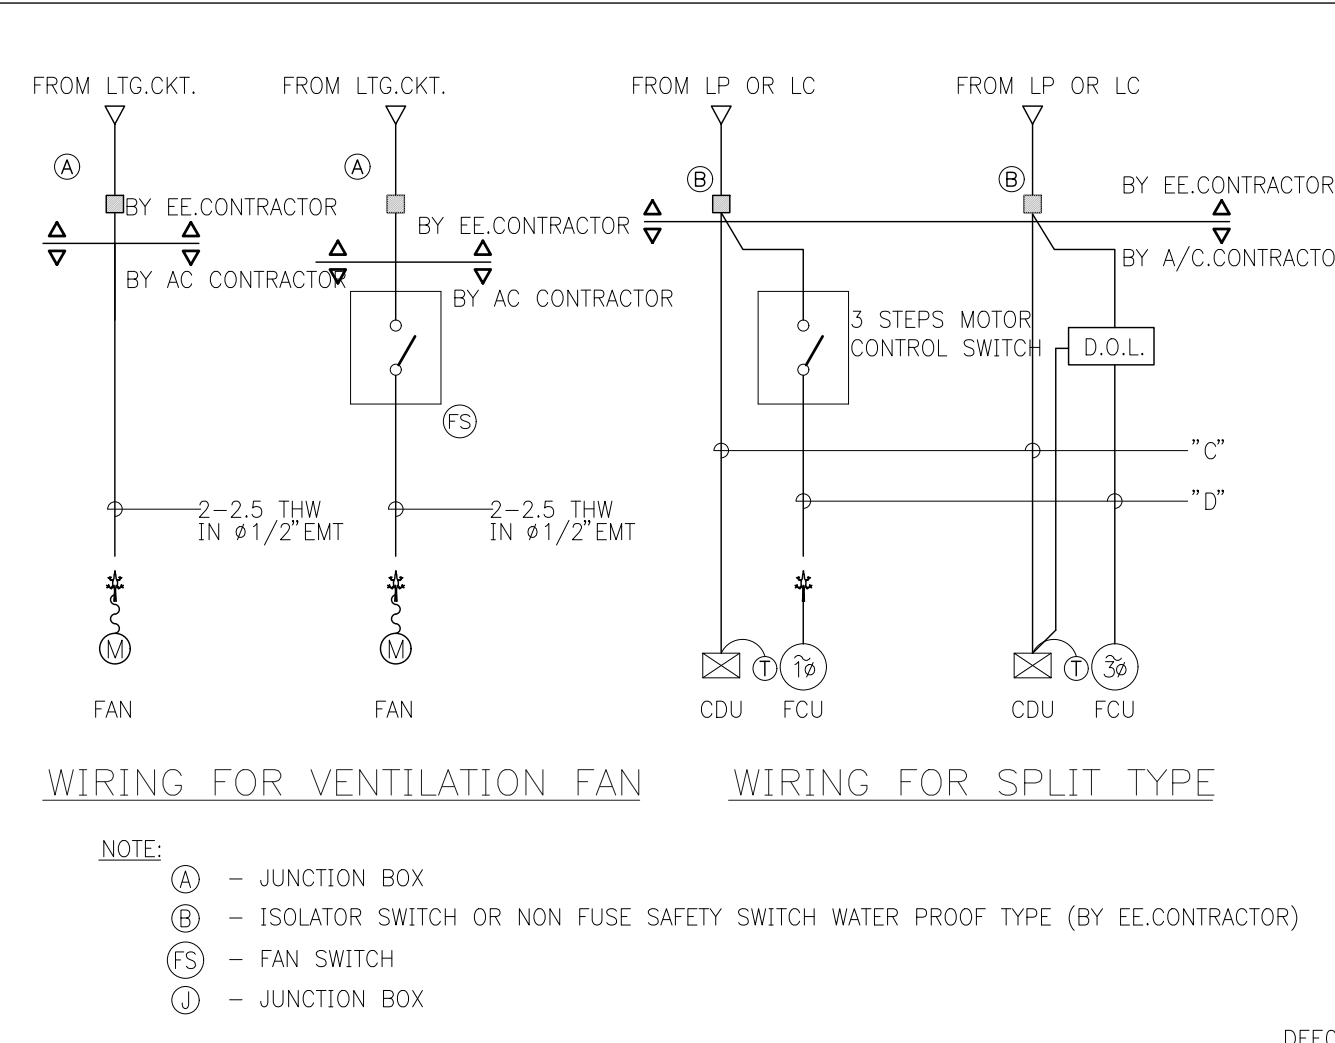 FROM LTG.CKT.
FROM LTG.CKT.
FROM LP OR LC
FROM LP OR LC
A
A
B
B
BY EE.CONTRACTOR
BY AC CONTRACTOR
BY EE.CONTRACTOR
BY AC CONTRACTOR
BY EE.CONTRACTOR
BY A/C.CONTRACTO
3 STEPS MOTOR
CONTROL SWITCH
D.O.L.
FS
"C"
"D"
2-2.5 THW
IN ø1/2"EMT
2-2.5 THW
IN ø1/2"EMT
M
M
T
1ø
T
3ø
FAN
FAN
CDU
FCU
CDU
FCU
WIRING FOR VENTILATION FAN
WIRING FOR SPLIT TYPE
NOTE:
A - JUNCTION BOX
B - ISOLATOR SWITCH OR NON FUSE SAFETY SWITCH WATER PROOF TYPE (BY EE.CONTRACTOR)
FS - FAN SWITCH
J - JUNCTION BOX